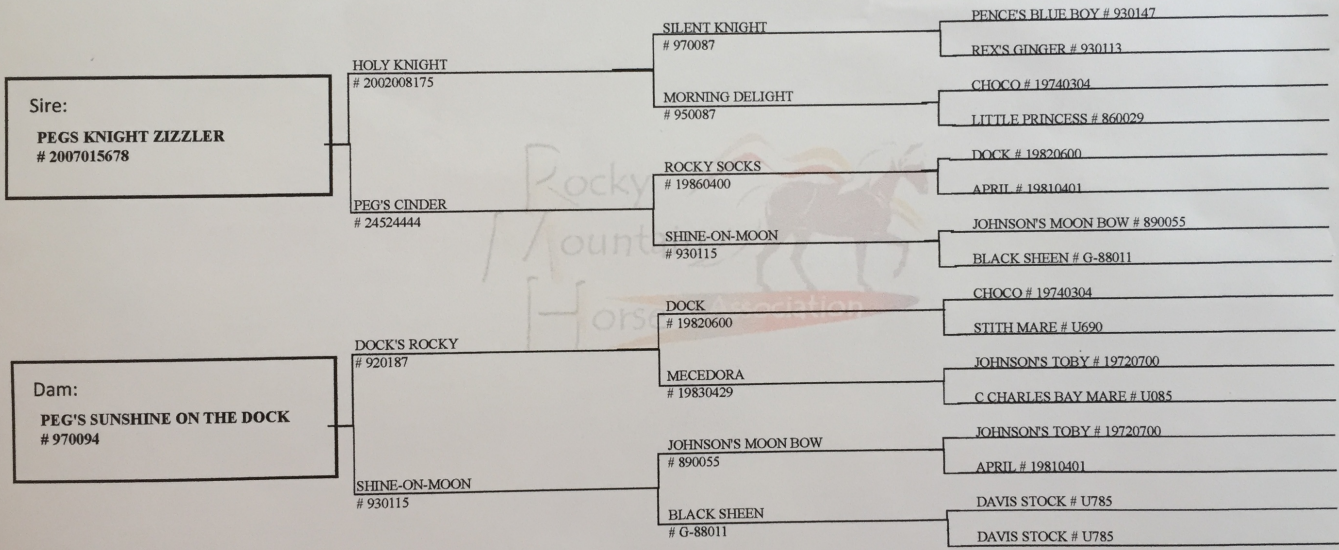 Sire:
PEGS KNIGHT ZIZZLER
# 2007015678
HOLY KNIGHT
# 2002008175
SILENT KNIGHT
# 970087
PENCE'S BLUE BOY # 930147
REX'S GINGER # 930113
MORNING DELIGHT
# 950087
CHOCO # 19740304
LITTLE PRINCESS # 860029
PEG'S CINDER
# 24524444
ROCKY SOCKS
# 19860400
DOCK # 19820600
APRIL # 19810401
SHINE-ON-MOON
# 930115
JOHNSON'S MOON BOW # 890055
BLACK SHEEN # G-88011
Rocky
Mountain
Horse Association
Dam:
PEG'S SUNSHINE ON THE DOCK
# 970094
DOCK'S ROCKY
# 920187
DOCK
# 19820600
CHOCO # 19740304
STITH MARE # U690
MECEDORA
# 19830429
JOHNSON'S TOBY # 19720700
C CHARLES BAY MARE # U085
SHINE-ON-MOON
# 930115
JOHNSON'S MOON BOW
# 890055
JOHNSON'S TOBY # 19720700
APRIL # 19810401
BLACK SHEEN
# G-88011
DAVIS STOCK # U785
DAVIS STOCK # U785